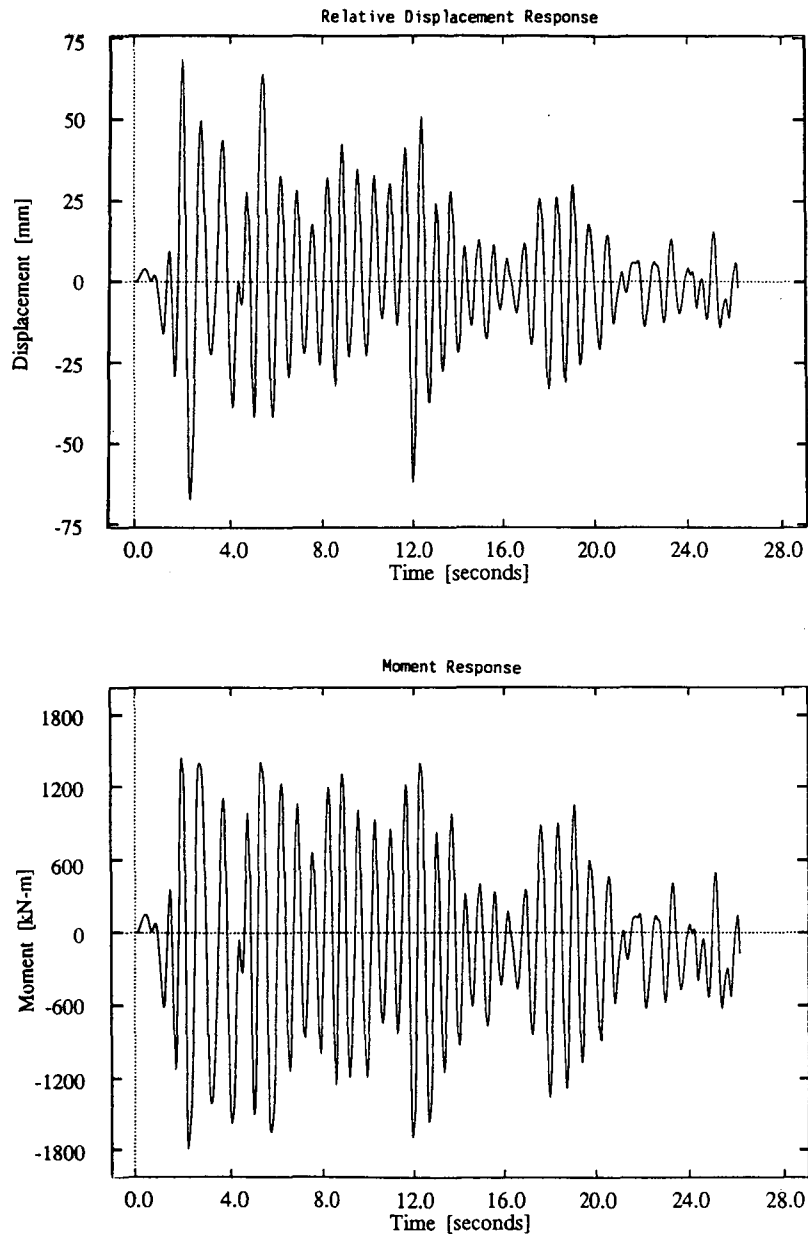 Relative Displacement Response
75
50
25
0
-25
-50
-75
Displacement [mm]
0.0 4.0 8.0 12.0 16.0 20.0 24.0 28.0
Time [seconds]
Moment Response
1800
1200
600
0
-600
-1200
-1800
Moment [kN-m]
0.0 4.0 8.0 12.0 16.0 20.0 24.0 28.0
Time [seconds]